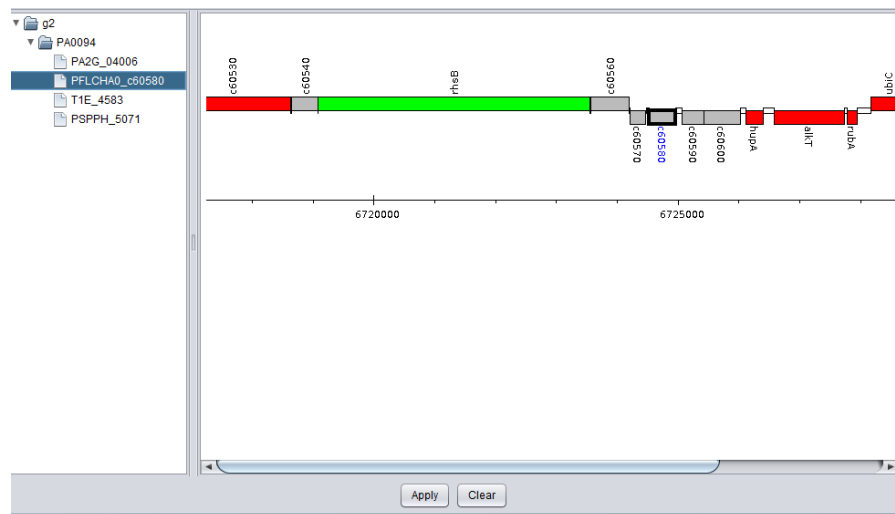 g2
PA0094
PA2G_04006
PFLCHA0_c60580
T1E_4583
PSPPH_5071
c60530
c60540
rhsB
c60560
ubiC
c60570
c60580
c60590
c60600
hupA
alkT
rubA
6720000
6725000
Apply
Clear